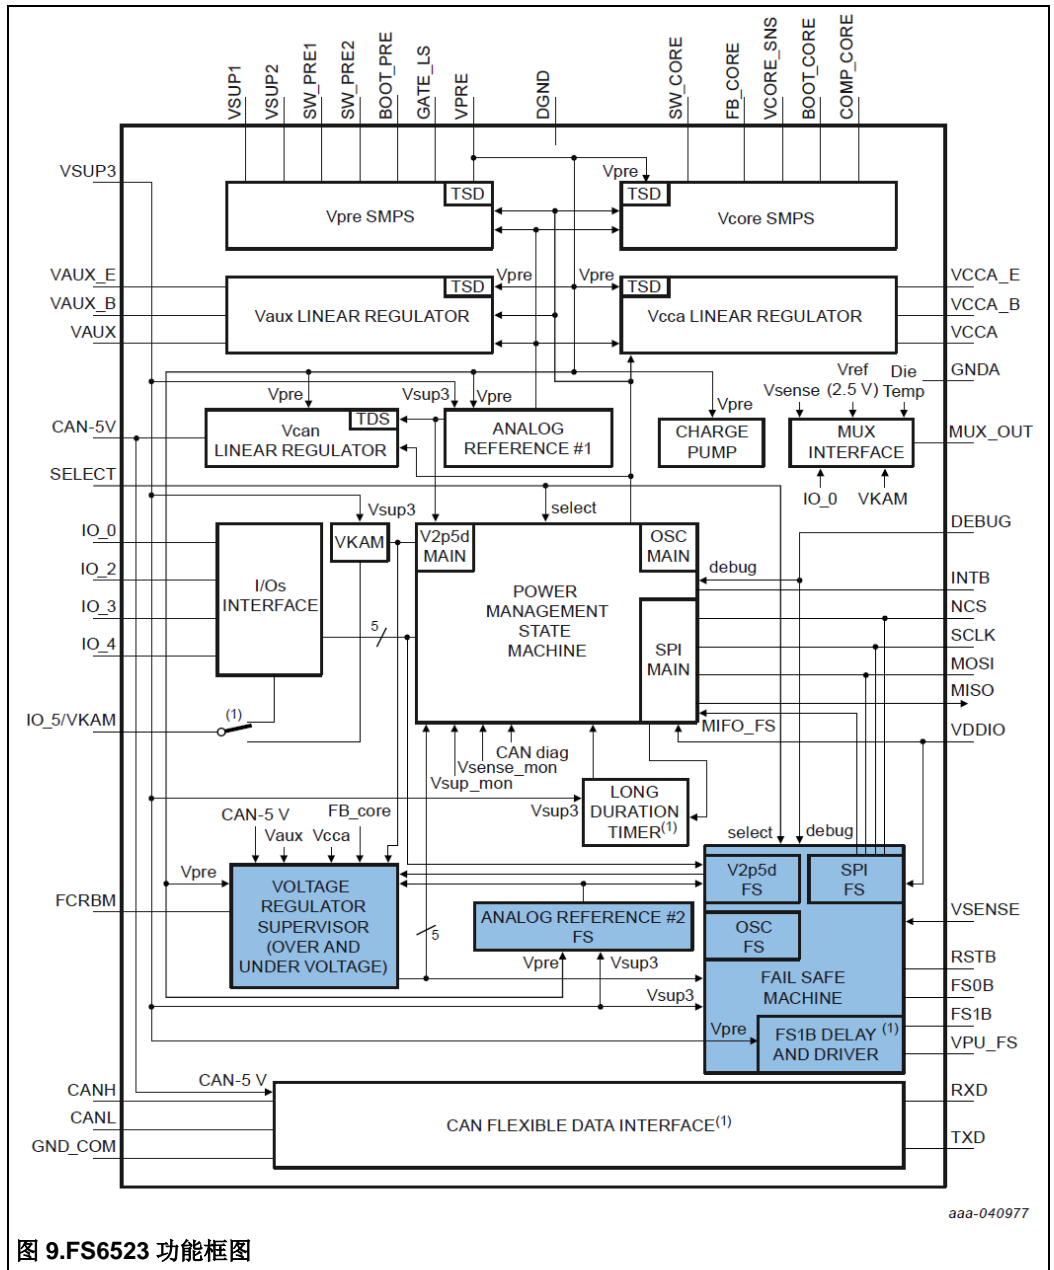 VSUP1
VSUP2
SW_PRE1
SW_PRE2
BOOT_PRE
GATE_LS
VPRE
DGND
SW_CORE
FB_CORE
VCORE_SNS
BOOT_CORE
COMP_CORE
VSUP3
Vpre
TSD
Vpre SMPS
TSD
Vcore SMPS
VAUX_E
VAUX_B
VAUX
TSD
Vpre
Vaux LINEAR REGULATOR
Vpre
TSD
Vcca LINEAR REGULATOR
VCCA_E
VCCA_B
VCCA
GNDA
Vpre
Vsup3
Vpre
Vpre
Vsense
Vref
(2.5 V)
Die
Temp
CAN-5V
TDS
Vcan
LINEAR REGULATOR
ANALOG
REFERENCE #1
CHARGE
PUMP
MUX
INTERFACE
MUX_OUT
IO_0
VKAM
SELECT
select
Vsup3
IO_0
IO_2
IO_3
IO_4
I/Os
INTERFACE
VKAM
V2p5d
MAIN
OSC
MAIN
POWER
MANAGEMENT
STATE
MACHINE
SPI
MAIN
5
debug
DEBUG
INTB
NCS
SCLK
MOSI
MISO
VDDIO
MIFO_FS
IO_5/VKAM
(1)
CAN diag
Vsense_mon
Vsup_mon
Vsup3
LONG
DURATION
TIMER(1)
select
debug
CAN-5 V
Vaux
Vcca
FB_core
Vpre
FCRBM
VOLTAGE
REGULATOR
SUPERVISOR
(OVER AND
UNDER VOLTAGE)
5
ANALOG REFERENCE #2
FS
Vpre
Vsup3
V2p5d
FS
SPI
FS
OSC
FS
FAIL SAFE
MACHINE
Vsup3
Vpre
FS1B DELAY (1)
AND DRIVER
VSENSE
RSTB
FS0B
FS1B
VPU_FS
CAN-5 V
CANH
CANL
GND_COM
CAN FLEXIBLE DATA INTERFACE(1)
RXD
TXD
aaa-040977
图 9.FS6523 功能框图